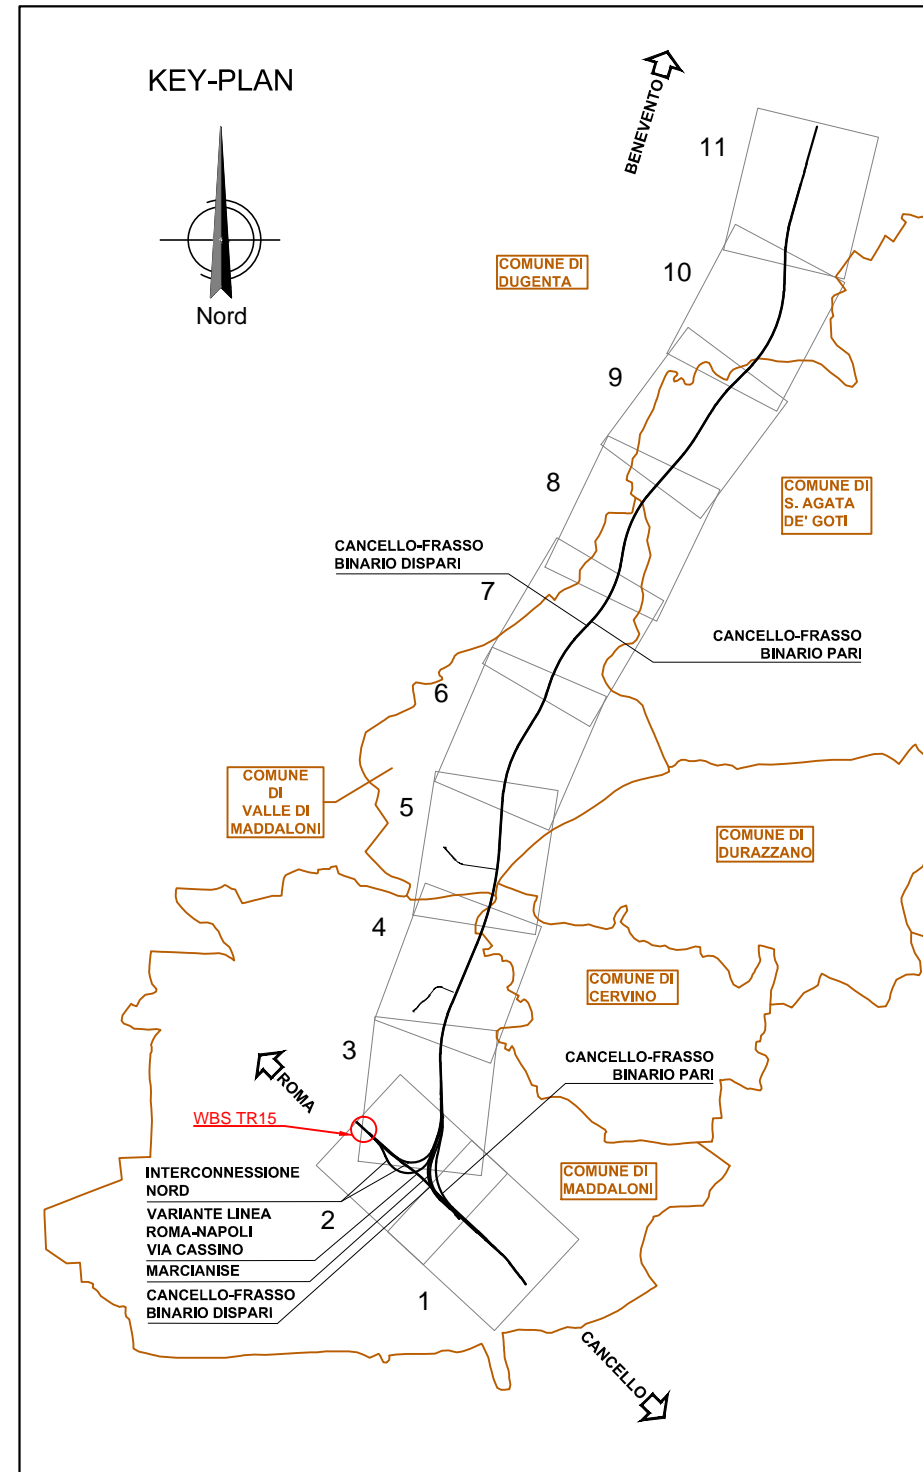 KEY-PLAN
Nord
BENEVENTO
11
10
COMUNE DI
DUGENTA
9
8
COMUNE DI
S. AGATA
DE' GOTI
CANCELLO-FRASSO
BINARIO DISPARI
7
CANCELLO-FRASSO
BINARIO PARI
6
COMUNE
DI
VALLE DI
MADDALONI
5
COMUNE DI
DURAZZANO
4
COMUNE DI
CERVINO
3
CANCELLO-FRASSO
BINARIO PARI
ROMA
WBS TR15
INTERCONNESSIONE
NORD
COMUNE DI
MADDALONI
2
VARIANTE LINEA
ROMA-NAPOLI
VIA CASSINO
MARCIANISE
CANCELLO-FRASSO
BINARIO DISPARI
1
CANCELLO